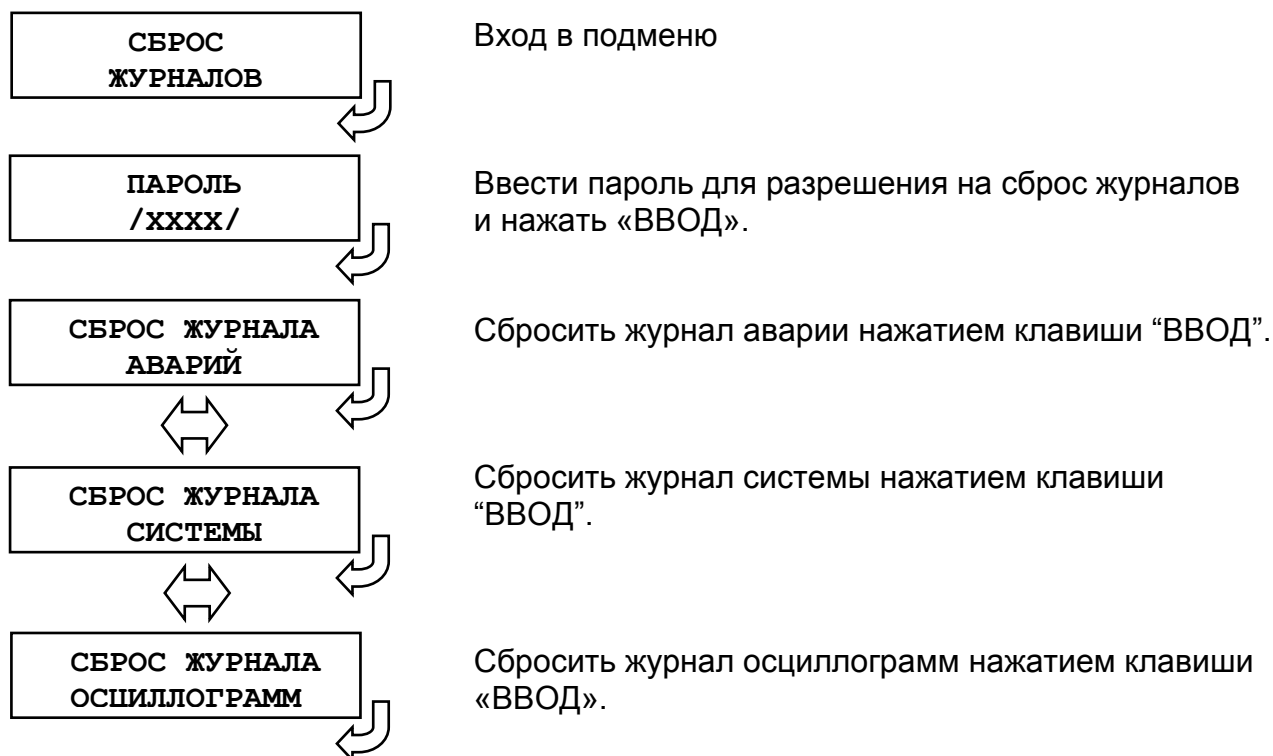 СБРОС
ЖУРНАЛОВ
Вход в подменю
ПАРОЛЬ
/XXXX/
Ввести пароль для разрешения на сброс журналов
и нажать «ВВОД».
СБРОС ЖУРНАЛА
АВАРИЙ
Сбросить журнал аварии нажатием клавиши “ВВОД”.
СБРОС ЖУРНАЛА
СИСТЕМЫ
Сбросить журнал системы нажатием клавиши
“ВВОД”.
СБРОС ЖУРНАЛА
ОСЦИЛЛОГРАММ
Сбросить журнал осциллограмм нажатием клавиши
«ВВОД».